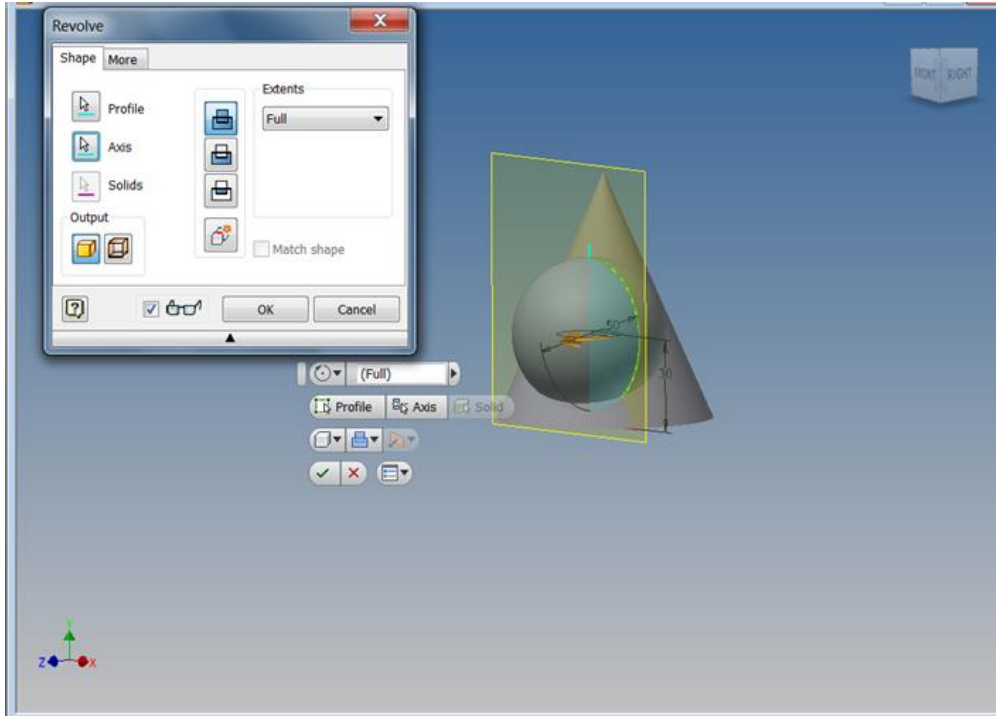 Revolve
Shape More
Profile
Axis
Solids
Output
Extents
Full
Match shape
OK Cancel
(Full)
Profile Axis Solid
FRONT RIGHT
50
30
Y
Z X